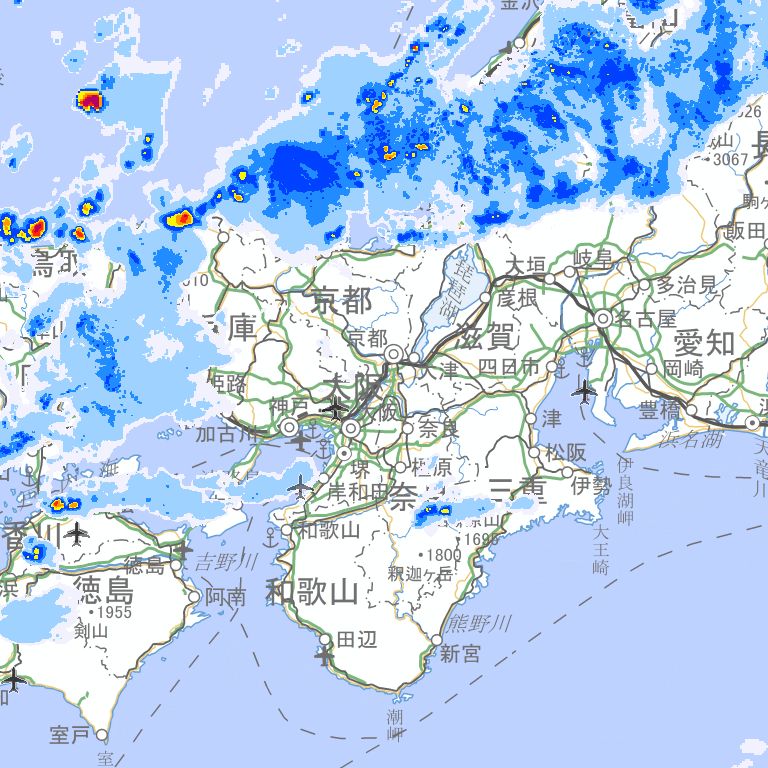 金沢
3067
飯田
駒ヶ
京都
琵琶湖
大垣
岐阜
多治見
彦根
名古屋
庫
京都
滋賀
愛知
大津
四日市
岡崎
姫路
大阪
神戸
大阪
豊橋
加古川
奈良
津
浜名湖
天竜川
松阪
堺
橿原
伊勢
伊良湖岬
岸和田
奈
三重
香川
和歌山
大王崎
1695
1800
釈迦ヶ岳
吉野川
徳島
徳島
阿南
和歌山
1955
剣山
熊野川
田辺
新宮
潮岬
室戸